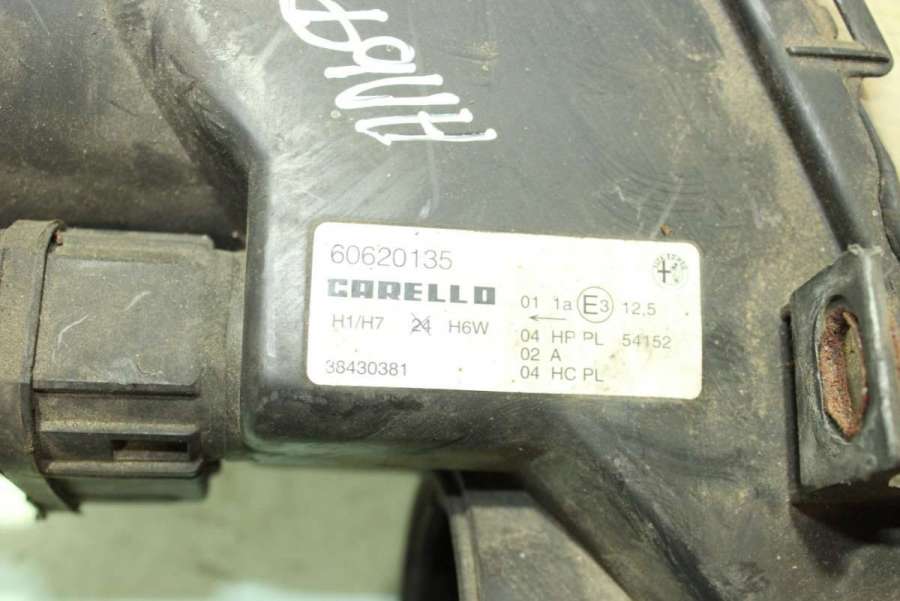 60620135
CARELLO
H1/H7 24 H6W
38430381
01 1a E3 12,5
04 HR PL 54152
02 A
04 HC PL